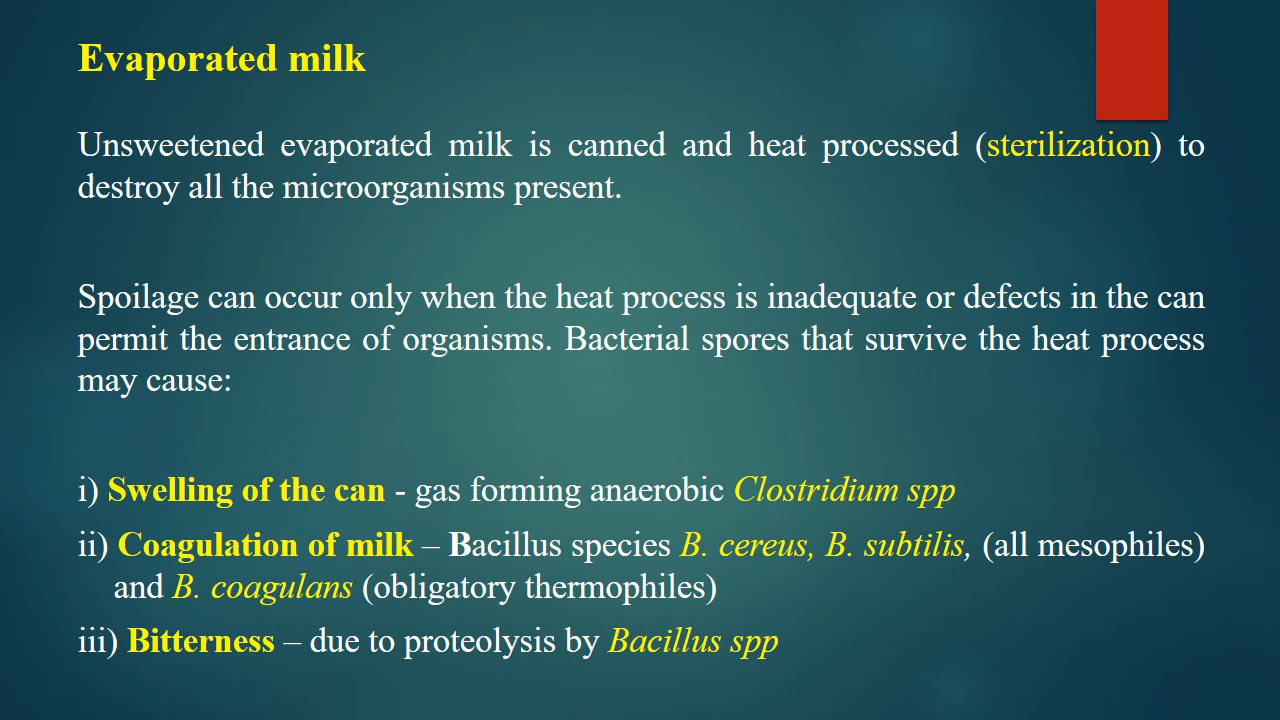 Evaporated milk
Unsweetened evaporated milk is canned and heat processed (sterilization) to
destroy all the microorganisms present.
Spoilage can occur only when the heat process is inadequate or defects in the can
permit the entrance of organisms. Bacterial spores that survive the heat process
may cause:
i) Swelling of the can - gas forming anaerobic Clostridium spp
ii) Coagulation of milk – Bacillus species B. cereus, B. subtilis, (all mesophiles)
and B. coagulans (obligatory thermophiles)
iii) Bitterness – due to proteolysis by Bacillus spp